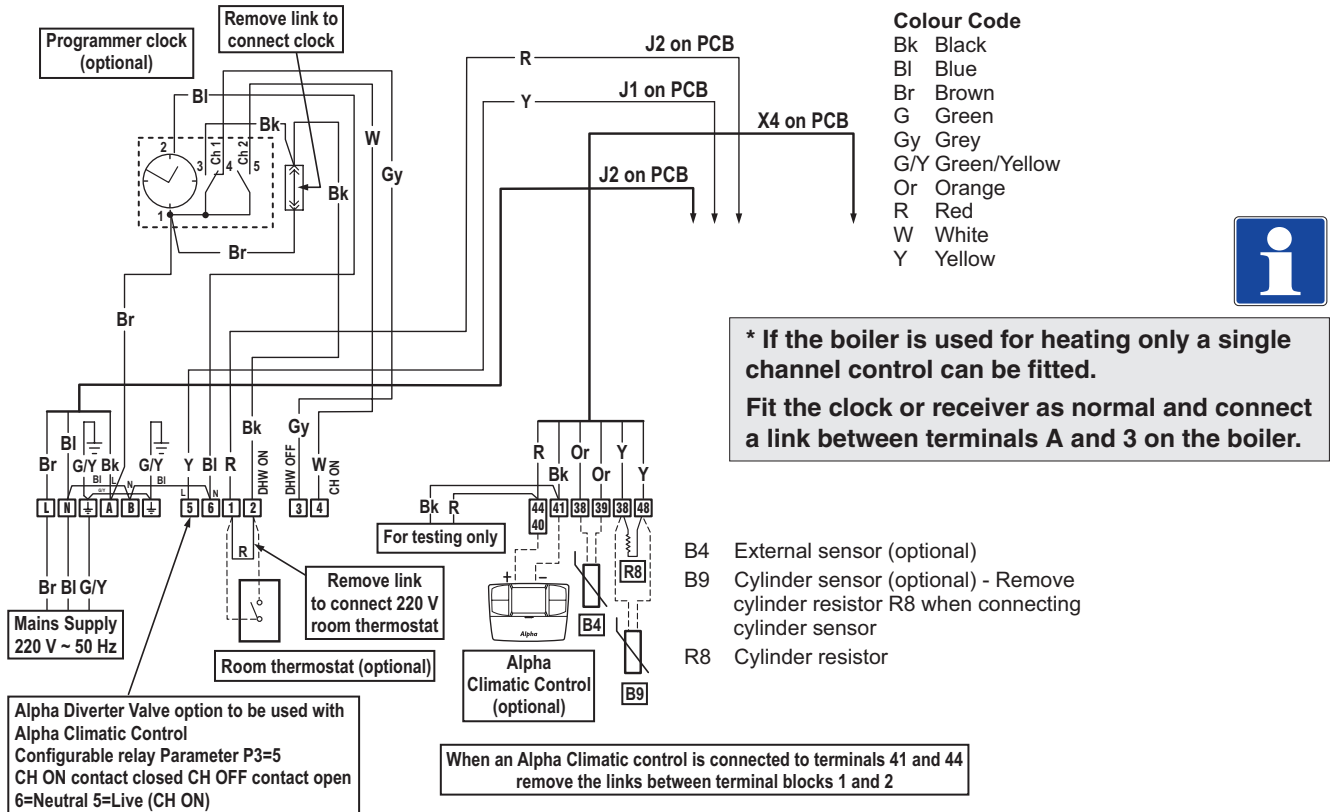 Programmer clock
(optional)
Remove link to
connect clock
R
J2 on PCB
Y
J1 on PCB
X4 on PCB
J2 on PCB
Bl
Bk
W
Gy
Bk
2
3
Ch 1
4
Ch 2
5
1
Br
Br
Colour Code
Bk Black
Bl Blue
Br Brown
G Green
Gy Grey
G/Y Green/Yellow
Or Orange
R Red
W White
Y Yellow
i
* If the boiler is used for heating only a single
channel control can be fitted.
Fit the clock or receiver as normal and connect
a link between terminals A and 3 on the boiler.
Br Bl G/Y Bk G/Y Y Bl R Bk DHW ON Gy DHW OFF W CH ON
Bl L N Bl L N
G/Y
L N A B 5 6 1 2 3 4
R
Br Bl G/Y
Mains Supply
220 V ~ 50 Hz
Remove link
to connect 220 V
room thermostat
Room thermostat (optional)
Alpha Diverter Valve option to be used with
Alpha Climatic Control
Configurable relay Parameter P3=5
CH ON contact closed CH OFF contact open
6=Neutral 5=Live (CH ON)
R Bk Or Or Y Y
Bk R
For testing only
44 41 38 39 38 48
40
+ −
Alpha
R8
B4
B9
Alpha
Climatic Control
(optional)
B4 External sensor (optional)
B9 Cylinder sensor (optional) - Remove
cylinder resistor R8 when connecting
cylinder sensor
R8 Cylinder resistor
When an Alpha Climatic control is connected to terminals 41 and 44
remove the links between terminal blocks 1 and 2